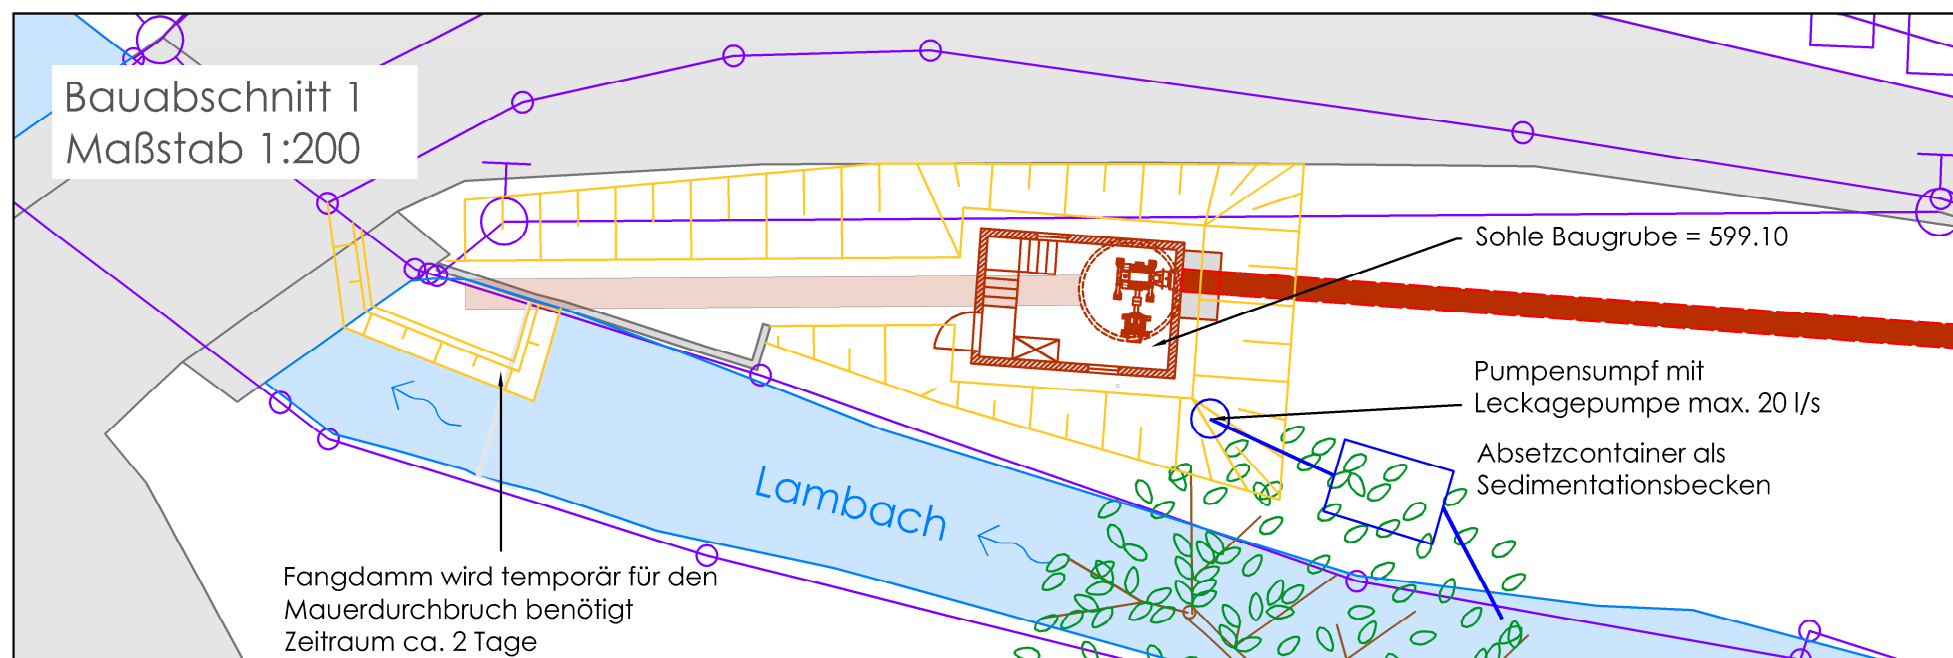 Bauabschnitt 1
Maßstab 1:200
Sohle Baugrube = 599.10
Pumpensumpf mit
Leckagepumpe max. 20 l/s
Absetzcontainer als
Sedimentationsbecken
Lambach
Fangdamm wird temporär für den
Mauerdurchbruch benötigt
Zeitraum ca. 2 Tage